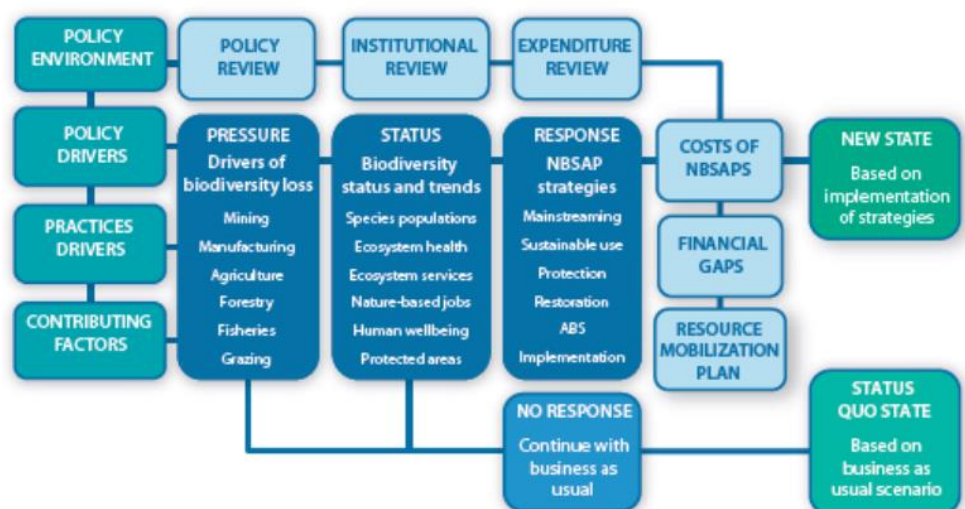 POLICY
ENVIRONMENT
POLICY
REVIEW
INSTITUTIONAL
REVIEW
EXPENDITURE
REVIEW
POLICY
DRIVERS
PRACTICES
DRIVERS
CONTRIBUTING
FACTORS
PRESSURE
Drivers of
biodiversity loss
Mining
Manufacturing
Agriculture
Forestry
Fisheries
Grazing
STATUS
Biodiversity
status and trends
Species populations
Ecosystem health
Ecosystem services
Nature-based jobs
Human wellbeing
Protected areas
RESPONSE
NBSAP
strategies
Mainstreaming
Sustainable use
Protection
Restoration
ABS
Implementation
COSTS OF
NBSAPS
FINANCIAL
GAPS
RESOURCE
MOBILIZATION
PLAN
NEW STATE
Based on
implementation
of strategies
NO RESPONSE
Continue with
business as
usual
STATUS
QUO STATE
Based on
business as
usual scenario